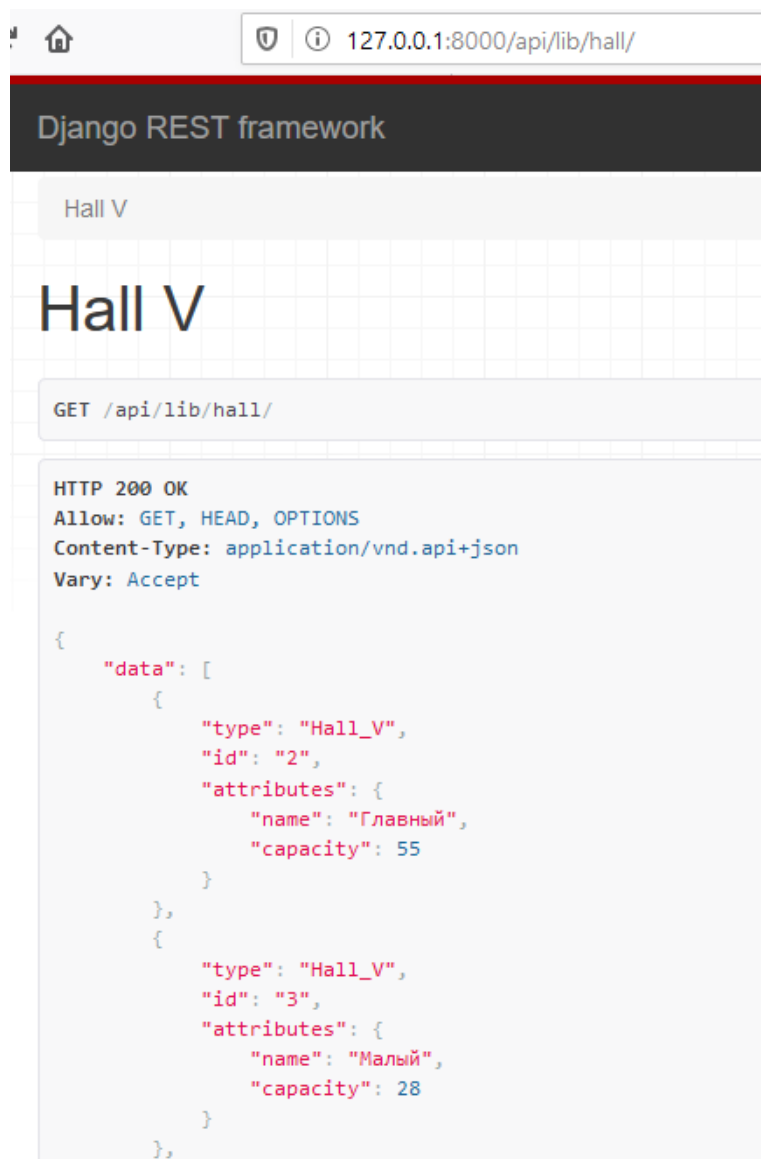 127.0.0.1:8000/api/lib/hall/
Django REST framework
Hall V
Hall V
GET /api/lib/hall/
HTTP 200 OK
Allow: GET, HEAD, OPTIONS
Content-Type: application/vnd.api+json
Vary: Accept
{
    "data": [
        {
            "type": "Hall_V",
            "id": "2",
            "attributes": {
                "name": "Главный",
                "capacity": 55
            }
        },
        {
            "type": "Hall_V",
            "id": "3",
            "attributes": {
                "name": "Малый",
                "capacity": 28
            }
        },